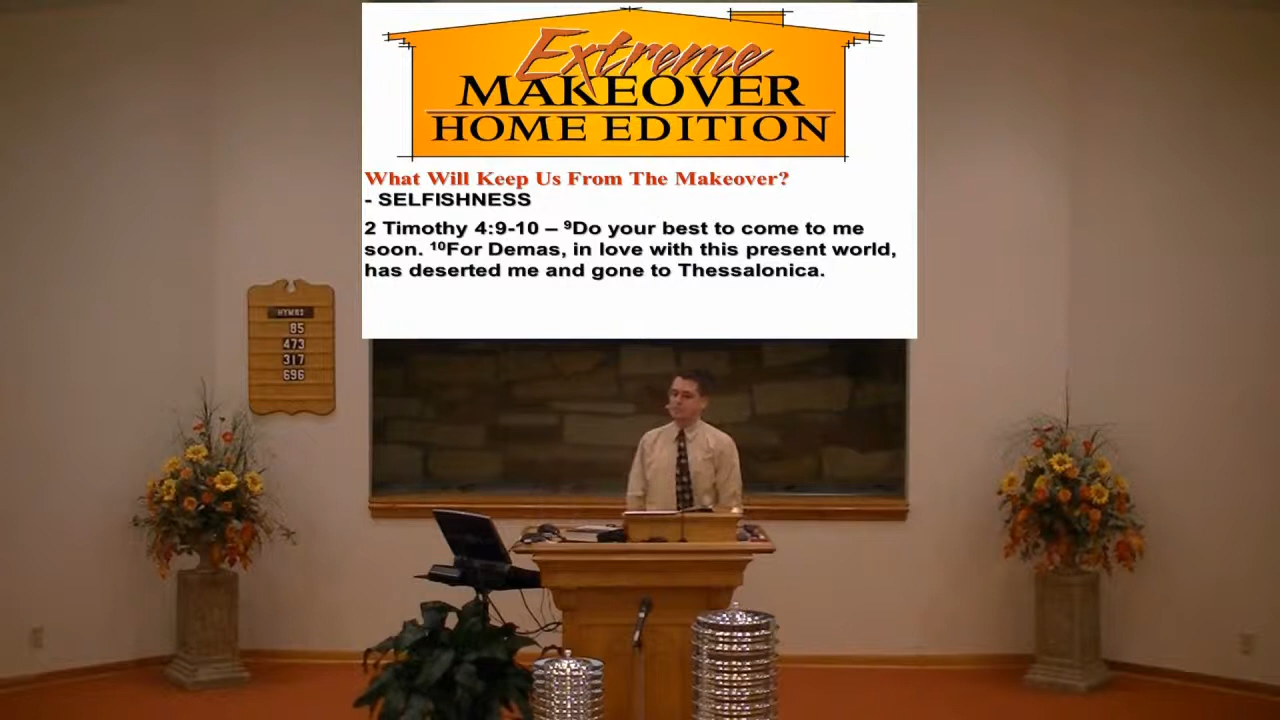 Extreme
MAKEOVER
HOME EDITION
What Will Keep Us From The Makeover?
- SELFISHNESS
2 Timothy 4:9-10 – ⁹Do your best to come to me
soon. ¹⁰For Demas, in love with this present world,
has deserted me and gone to Thessalonica.
HYMNS
85
473
317
696